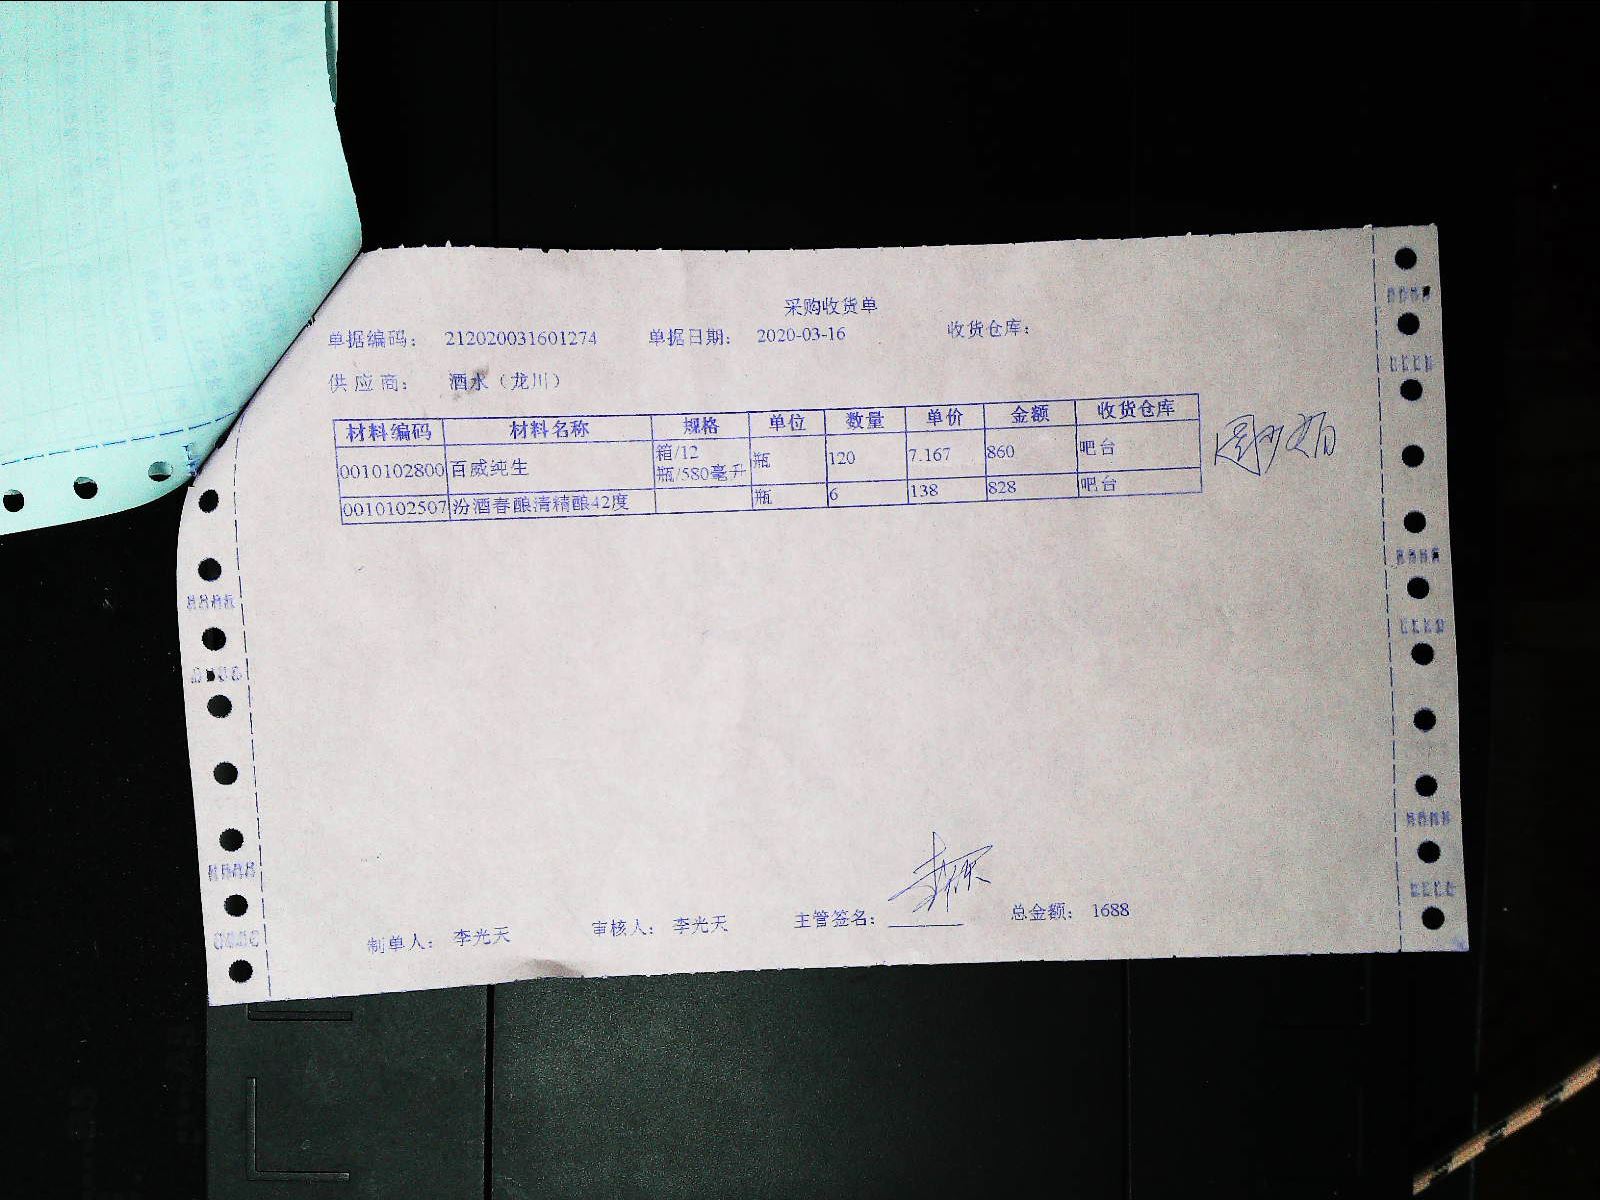 采购收货单
单据编码： 212020031601274 单据日期： 2020-03-16 收货仓库：
供应商： 酒水（龙川）
材料编码 材料名称 规格 单位 数量 单价 金额 收货仓库
0010102800 百威纯生 箱/12瓶/580毫升 瓶 120 7.167 860 吧台
0010102507 汾酒春酿清精酿42度 瓶 6 138 828 吧台
制单人： 李光天 审核人： 李光天 主管签名： 总金额： 1688